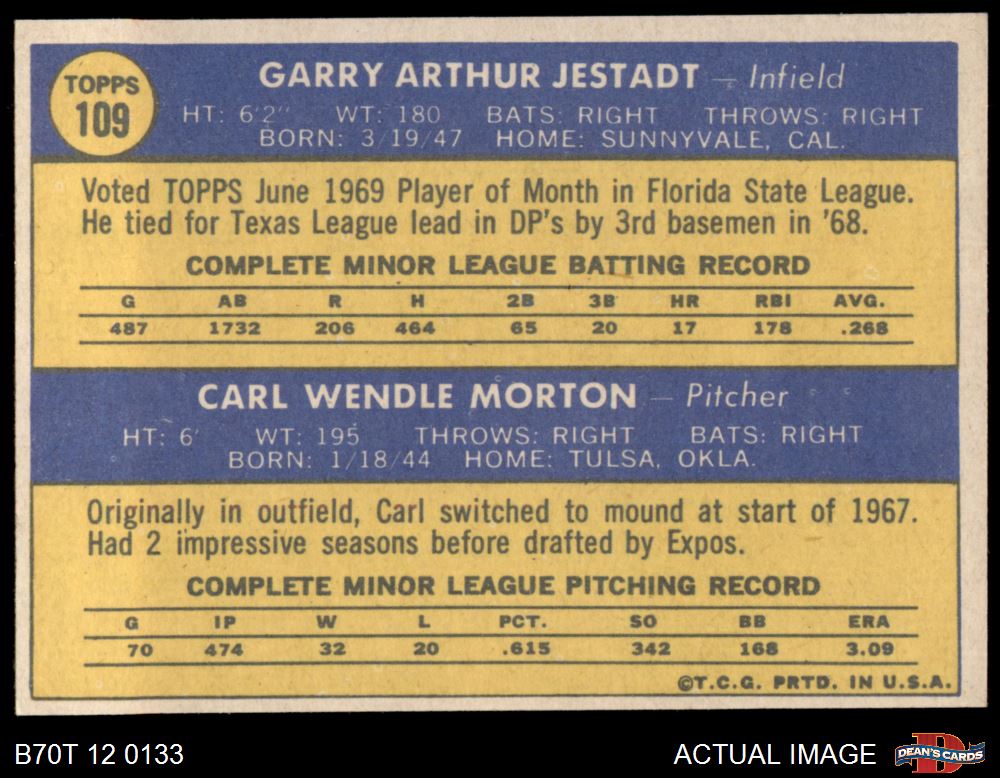 TOPPS
109
GARRY ARTHUR JESTADT — Infield
HT: 6'2" WT: 180 BATS: RIGHT THROWS: RIGHT
BORN: 3/19/47 HOME: SUNNYVALE, CAL.
Voted TOPPS June 1969 Player of Month in Florida State League.
He tied for Texas League lead in DP's by 3rd basemen in '68.
COMPLETE MINOR LEAGUE BATTING RECORD
G AB R H 2B 3B HR RBI AVG.
487 1732 206 464 65 20 17 178 .268
CARL WENDLE MORTON — Pitcher
HT: 6' WT: 195 THROWS: RIGHT BATS: RIGHT
BORN: 1/18/44 HOME: TULSA, OKLA.
Originally in outfield, Carl switched to mound at start of 1967.
Had 2 impressive seasons before drafted by Expos.
COMPLETE MINOR LEAGUE PITCHING RECORD
G IP W L PCT. SO BB ERA
70 474 32 20 .615 342 168 3.09
©T.C.G. PRTD. IN U.S.A.
B70T 12 0133 ACTUAL IMAGE DEAN'S CARDS